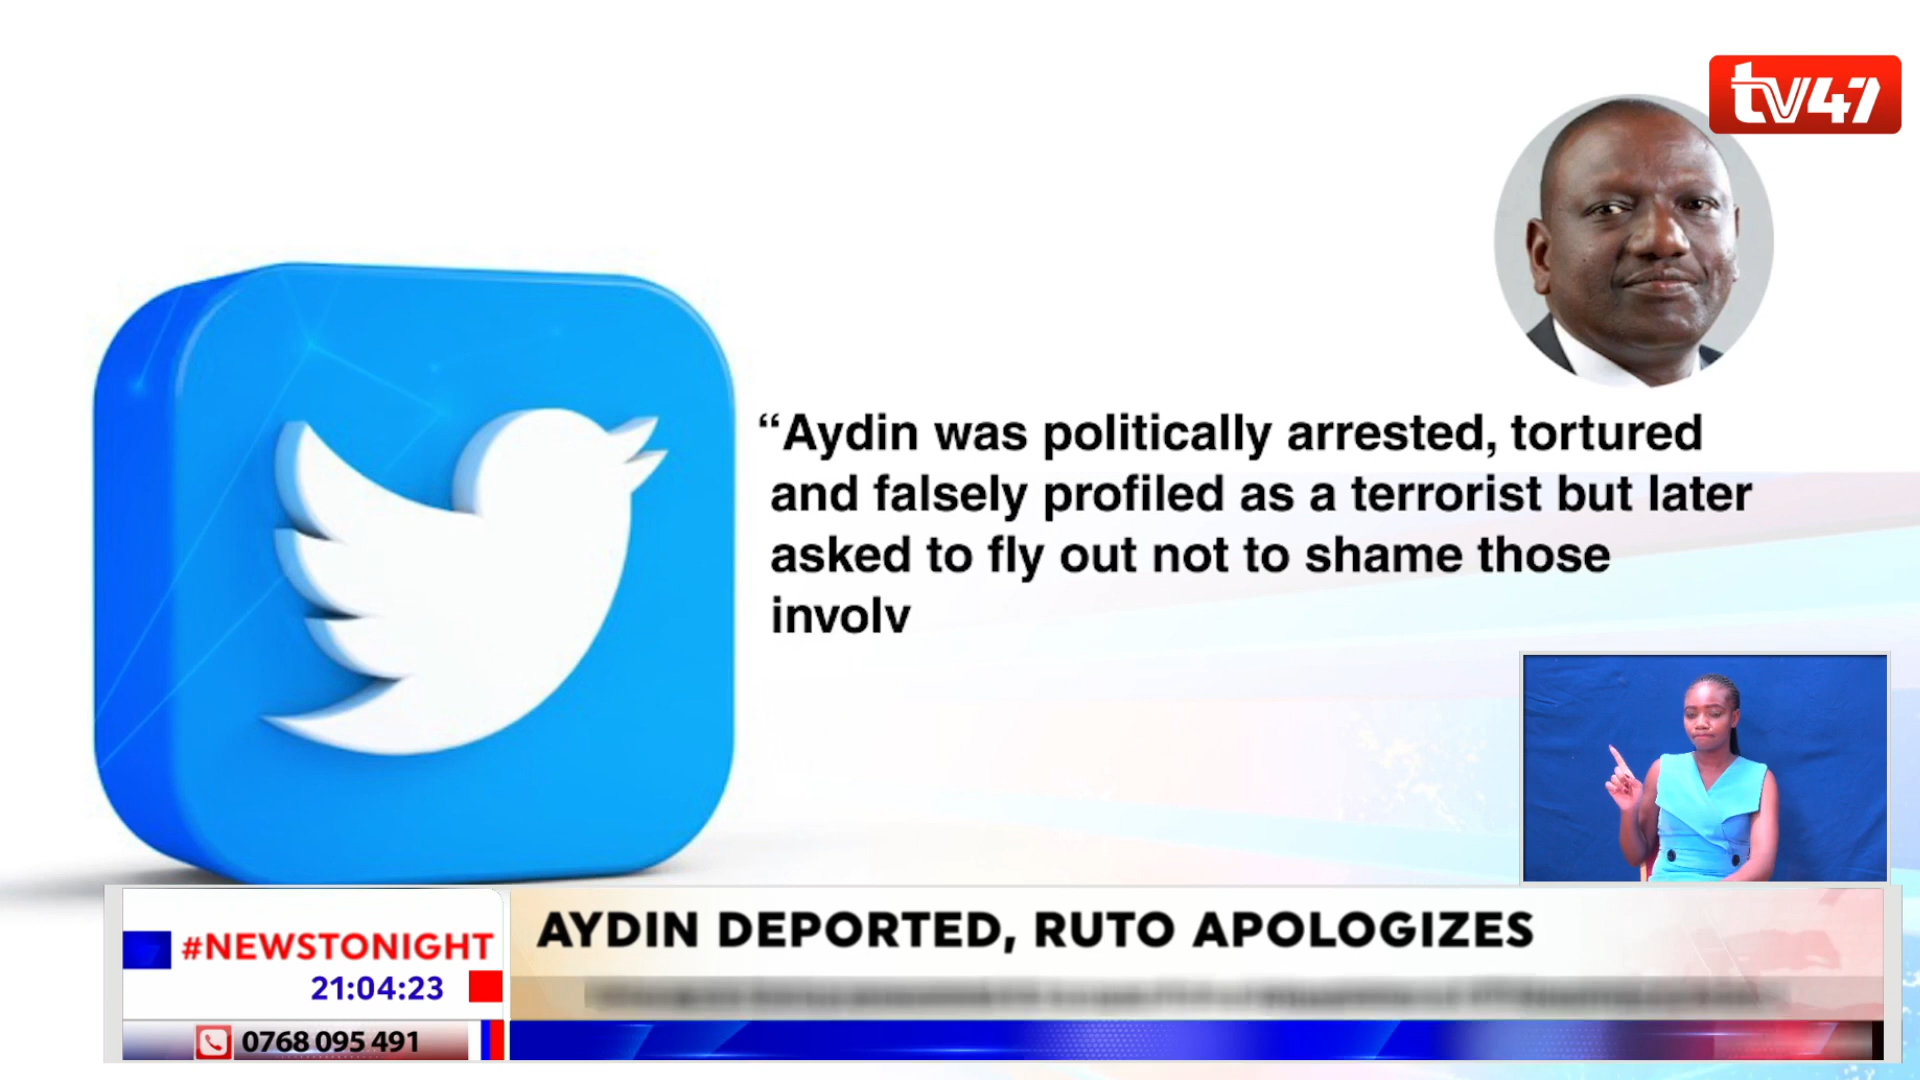 tv47
“Aydin was politically arrested, tortured
and falsely profiled as a terrorist but later
asked to fly out not to shame those
involv
AYDIN DEPORTED, RUTO APOLOGIZES
#NEWSTONIGHT
21:04:23
0768 095 491